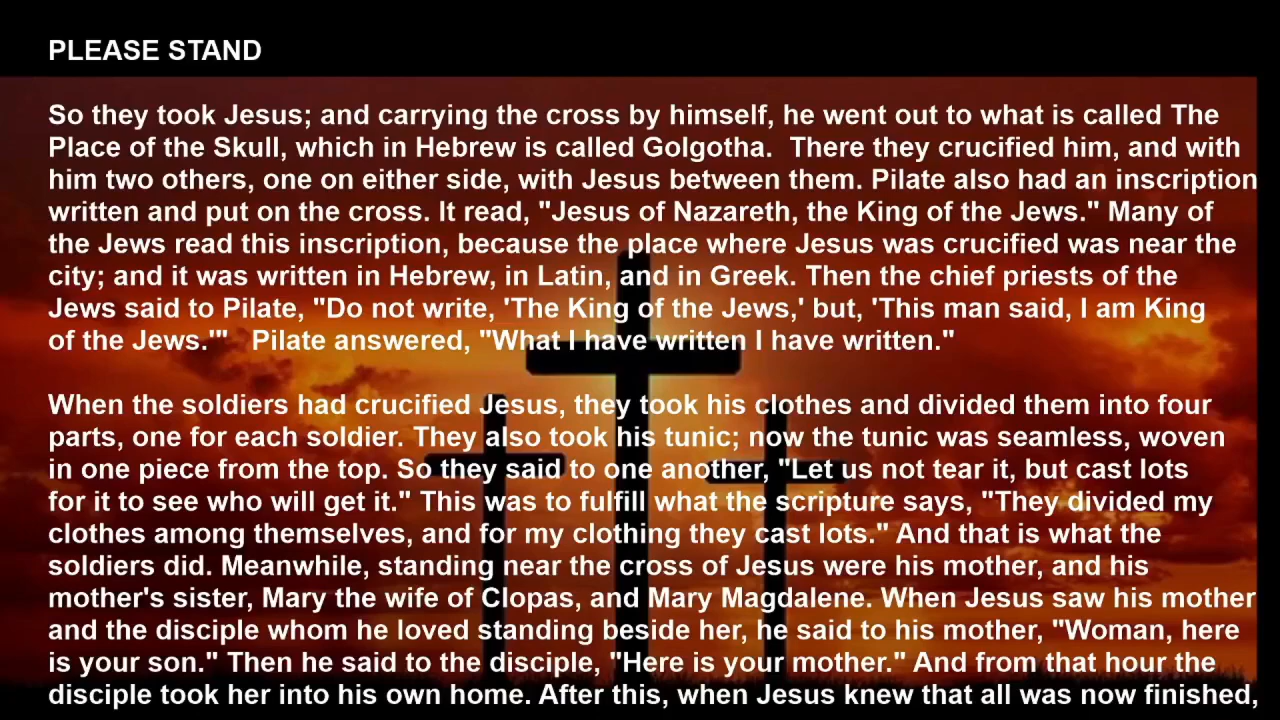 PLEASE STAND
So they took Jesus; and carrying the cross by himself, he went out to what is called The
Place of the Skull, which in Hebrew is called Golgotha.  There they crucified him, and with
him two others, one on either side, with Jesus between them. Pilate also had an inscription
written and put on the cross. It read, "Jesus of Nazareth, the King of the Jews." Many of
the Jews read this inscription, because the place where Jesus was crucified was near the
city; and it was written in Hebrew, in Latin, and in Greek. Then the chief priests of the
Jews said to Pilate, "Do not write, 'The King of the Jews,' but, 'This man said, I am King
of the Jews.'"   Pilate answered, "What I have written I have written."
When the soldiers had crucified Jesus, they took his clothes and divided them into four
parts, one for each soldier. They also took his tunic; now the tunic was seamless, woven
in one piece from the top. So they said to one another, "Let us not tear it, but cast lots
for it to see who will get it." This was to fulfill what the scripture says, "They divided my
clothes among themselves, and for my clothing they cast lots." And that is what the
soldiers did. Meanwhile, standing near the cross of Jesus were his mother, and his
mother's sister, Mary the wife of Clopas, and Mary Magdalene. When Jesus saw his mother
and the disciple whom he loved standing beside her, he said to his mother, "Woman, here
is your son." Then he said to the disciple, "Here is your mother." And from that hour the
disciple took her into his own home. After this, when Jesus knew that all was now finished,